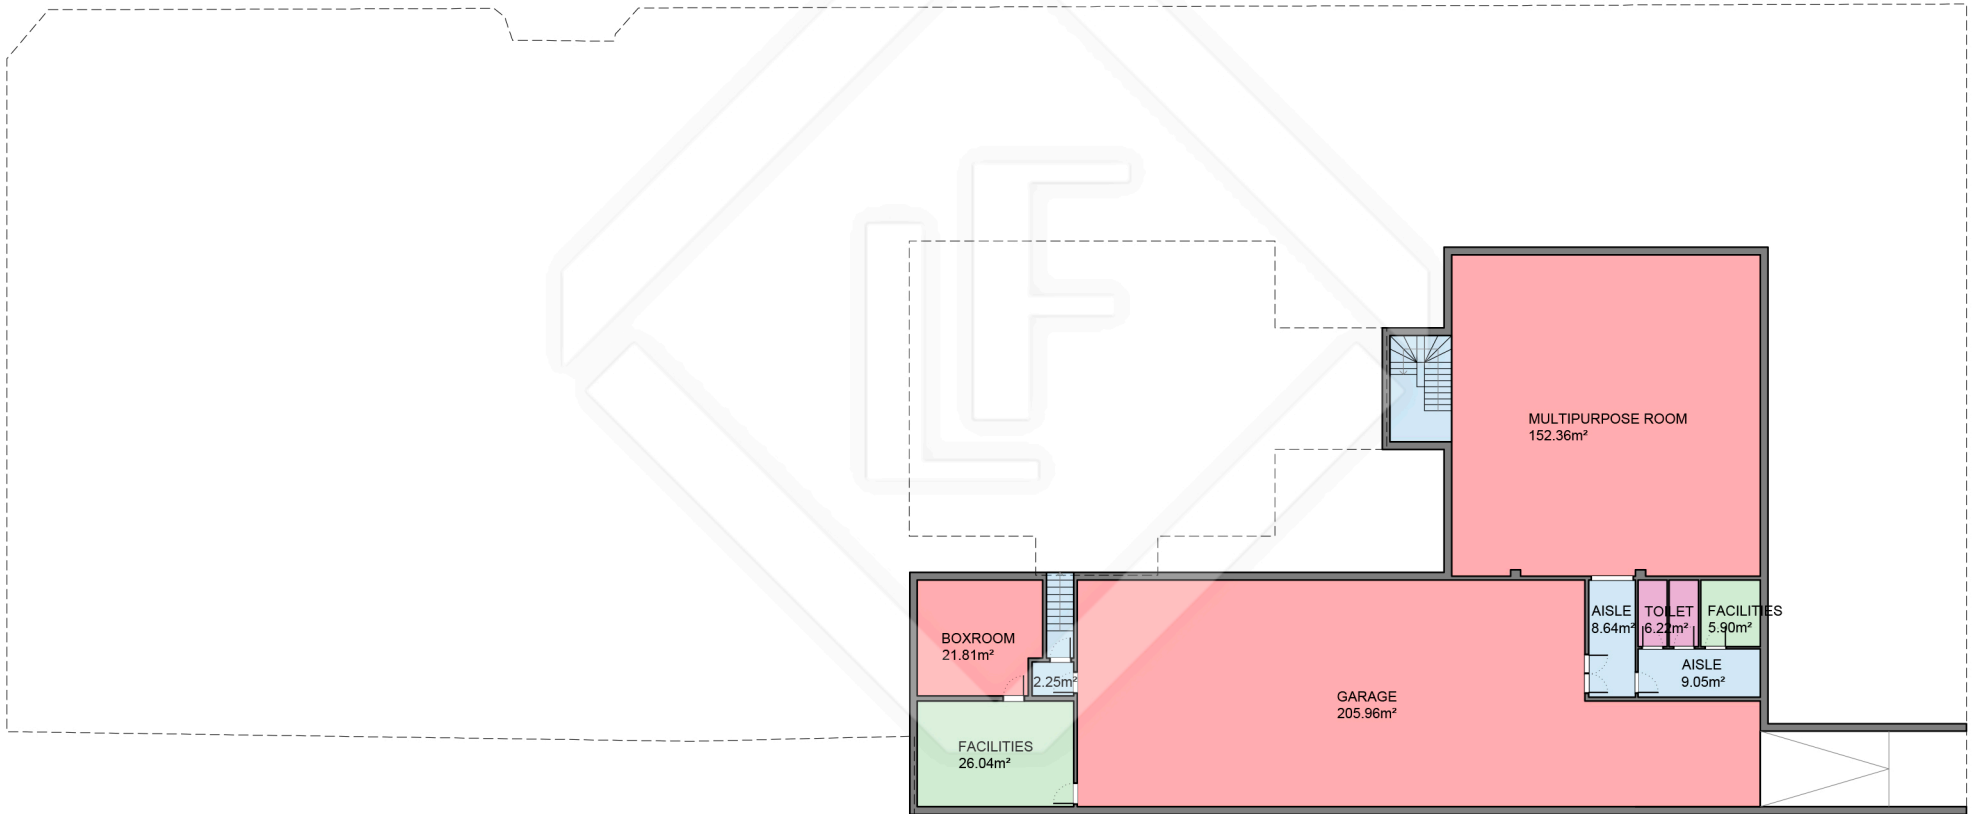 MULTIPURPOSE ROOM
152.36m²
AISLE
8.64m²
TOILET
6.22m²
FACILITIES
5.90m²
BOXROOM
21.81m²
2.25m²
AISLE
9.05m²
GARAGE
205.96m²
FACILITIES
26.04m²
LF